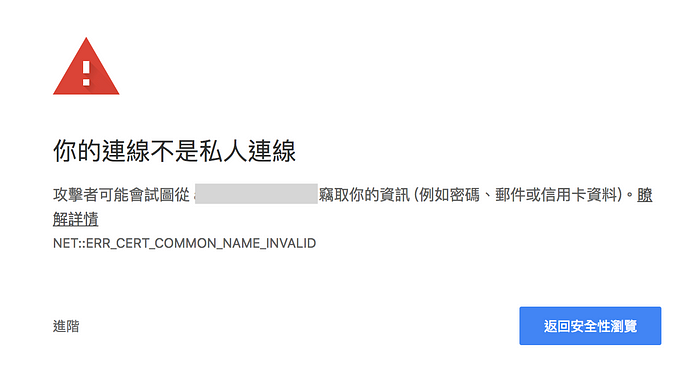 你的連線不是私人連線
攻擊者可能會試圖從 竊取你的資訊 (例如密碼、郵件或信用卡資料)。瞭
解詳情
NET::ERR_CERT_COMMON_NAME_INVALID
進階
返回安全性瀏覽